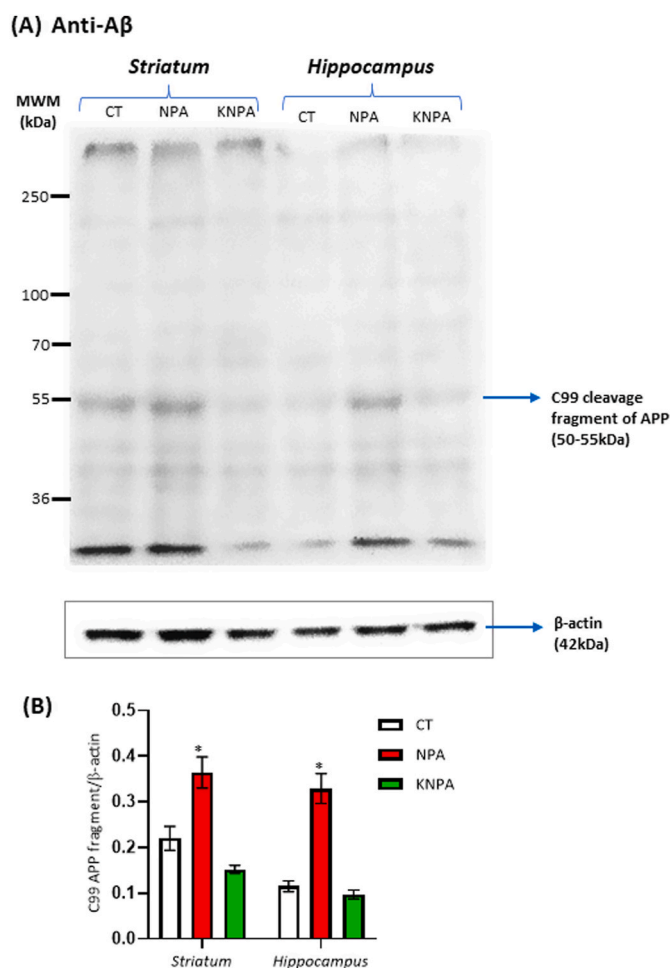 (A) Anti-Aβ
Striatum Hippocampus
MWM
(kDa)
CT NPA KNPA CT NPA KNPA
250
100
70
55
36
C99 cleavage
fragment of APP
(50-55kDa)
β-actin
(42kDa)
(B)
C99 APP fragment/β-actin
0.5
0.4
0.3
0.2
0.1
0.0
* *
Striatum Hippocampus
CT
NPA
KNPA